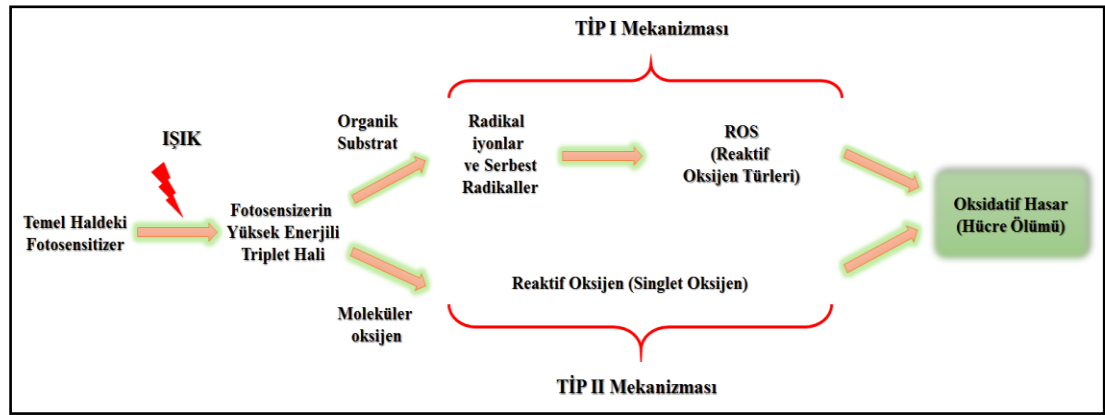 TİP I Mekanizması
IŞIK
Temel Haldeki
Fotosensitizer
Fotosensizerin
Yüksek Enerjili
Triplet Hali
Organik
Substrat
Radikal
iyonlar
ve Serbest
Radikaller
ROS
(Reaktif
Oksijen Türleri)
Moleküler
oksijen
Reaktif Oksijen (Singlet Oksijen)
Oksidatif Hasar
(Hücre Ölümü)
TİP II Mekanizması